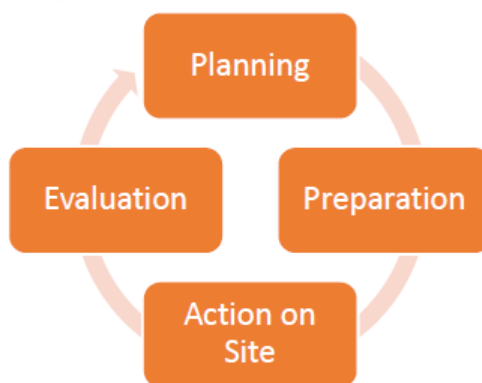 Planning
Preparation
Action on
Site
Evaluation